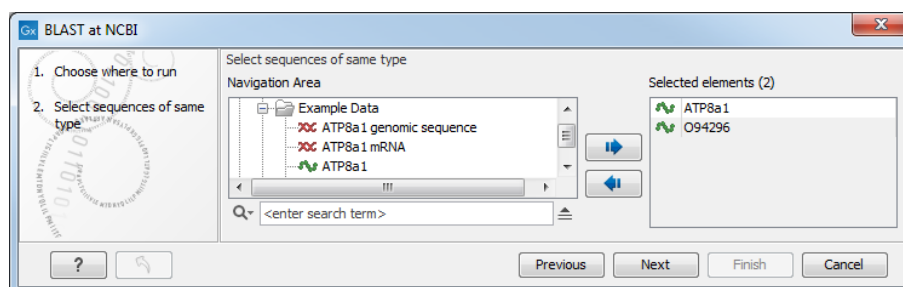 Gx BLAST at NCBI
1. Choose where to run
2. Select sequences of same type
Select sequences of same type
Navigation Area
Example Data
ATP8a1 genomic sequence
ATP8a1 mRNA
ATP8a1
<enter search term>
Selected elements (2)
ATP8a1
O94296
?
Previous
Next
Finish
Cancel